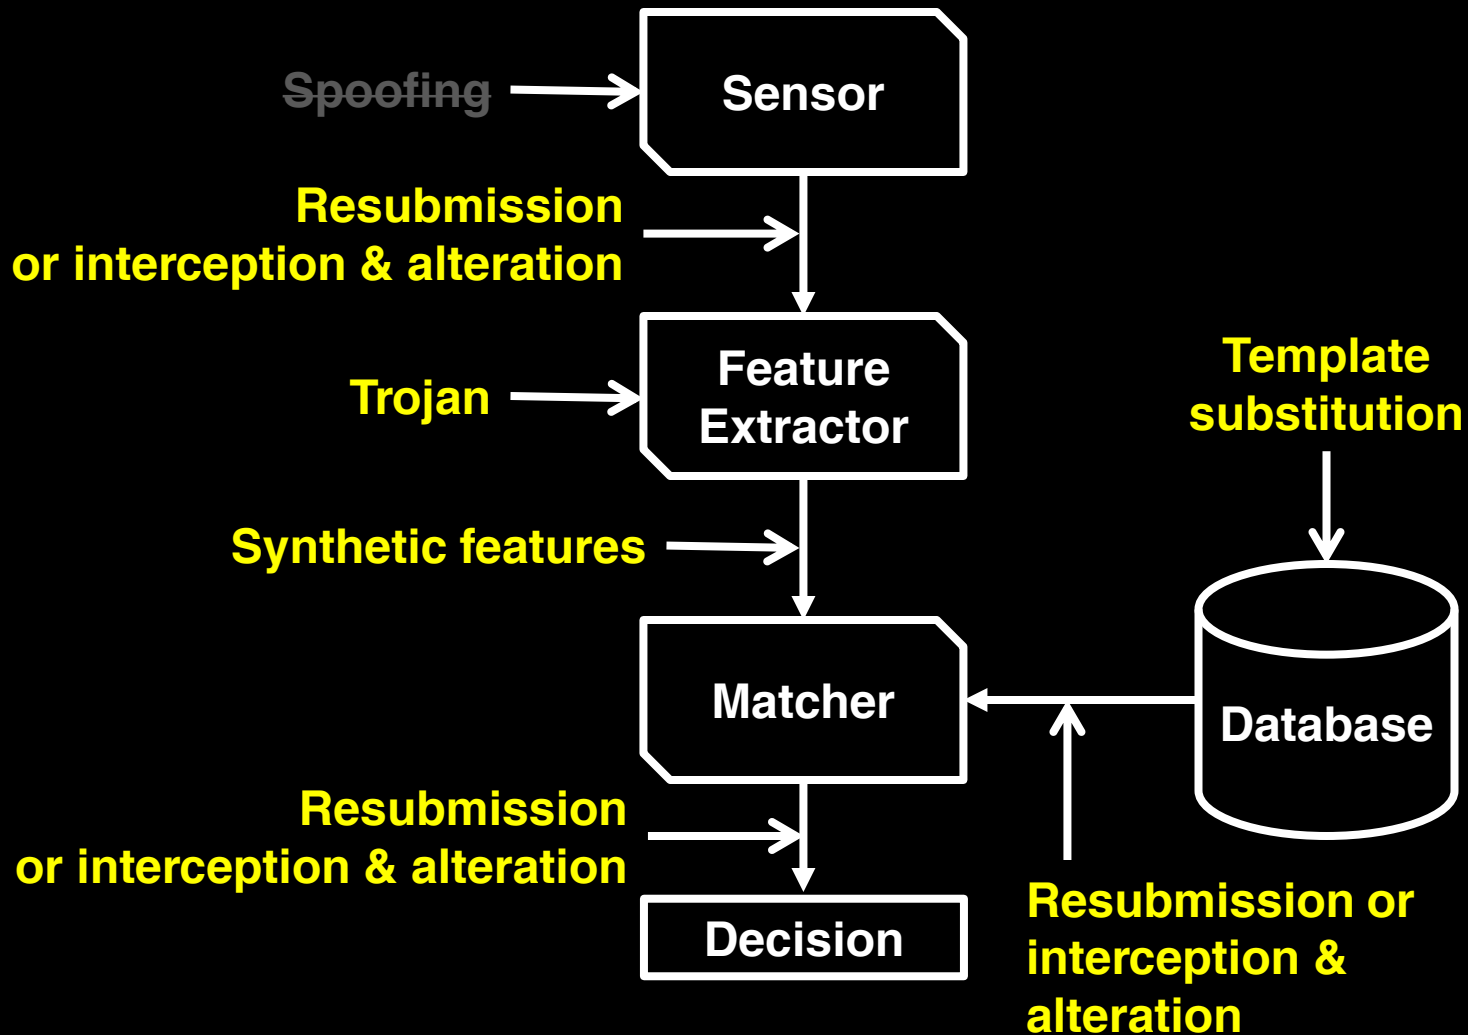 Spoofing
Sensor
Resubmission
or interception & alteration
Feature
Extractor
Trojan
Template
substitution
Synthetic features
Matcher
Database
Resubmission
or interception & alteration
Decision
Resubmission or
interception &
alteration